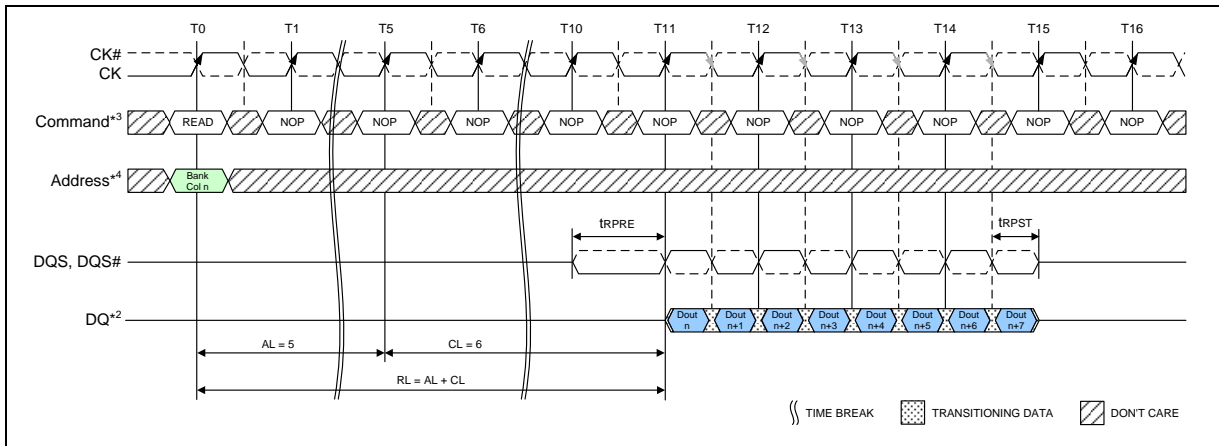 T0 T1 T5 T6 T10 T11 T12 T13 T14 T15 T16
CK#
CK
Command*3 READ NOP NOP NOP NOP NOP NOP NOP NOP NOP NOP
Address*4 Bank
Col n
tRPRE tRPST
DQS, DQS#
DQ*2 Dout
n Dout
n+1 Dout
n+2 Dout
n+3 Dout
n+4 Dout
n+5 Dout
n+6 Dout
n+7
AL = 5 CL = 6
RL = AL + CL
TIME BREAK TRANSITIONING DATA DON'T CARE